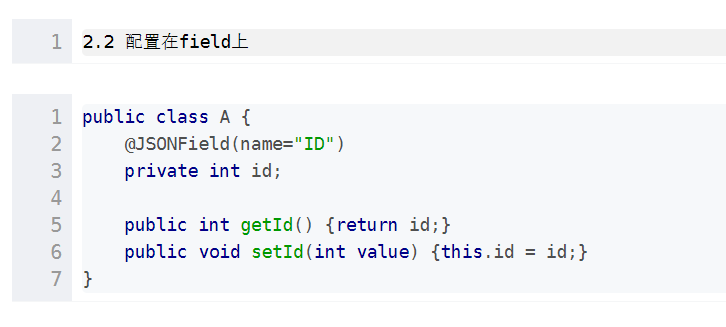 1 2.2 配置在field上
1 public class A {
2 @JSONField(name="ID")
3 private int id;
4
5 public int getId() {return id;}
6 public void setId(int value) {this.id = id;}
7 }